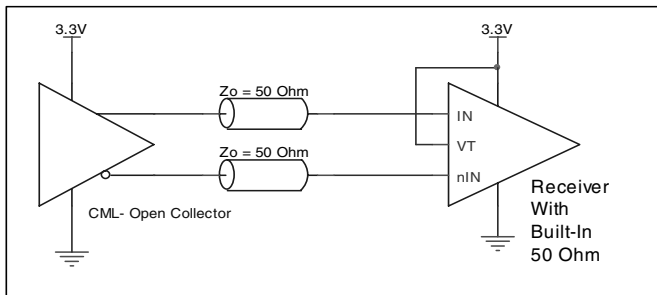 3.3V
3.3V
Zo = 50 Ohm
IN
VT
Zo = 50 Ohm
nIN
CML- Open Collector
Receiver
With
Built-In
50 Ohm